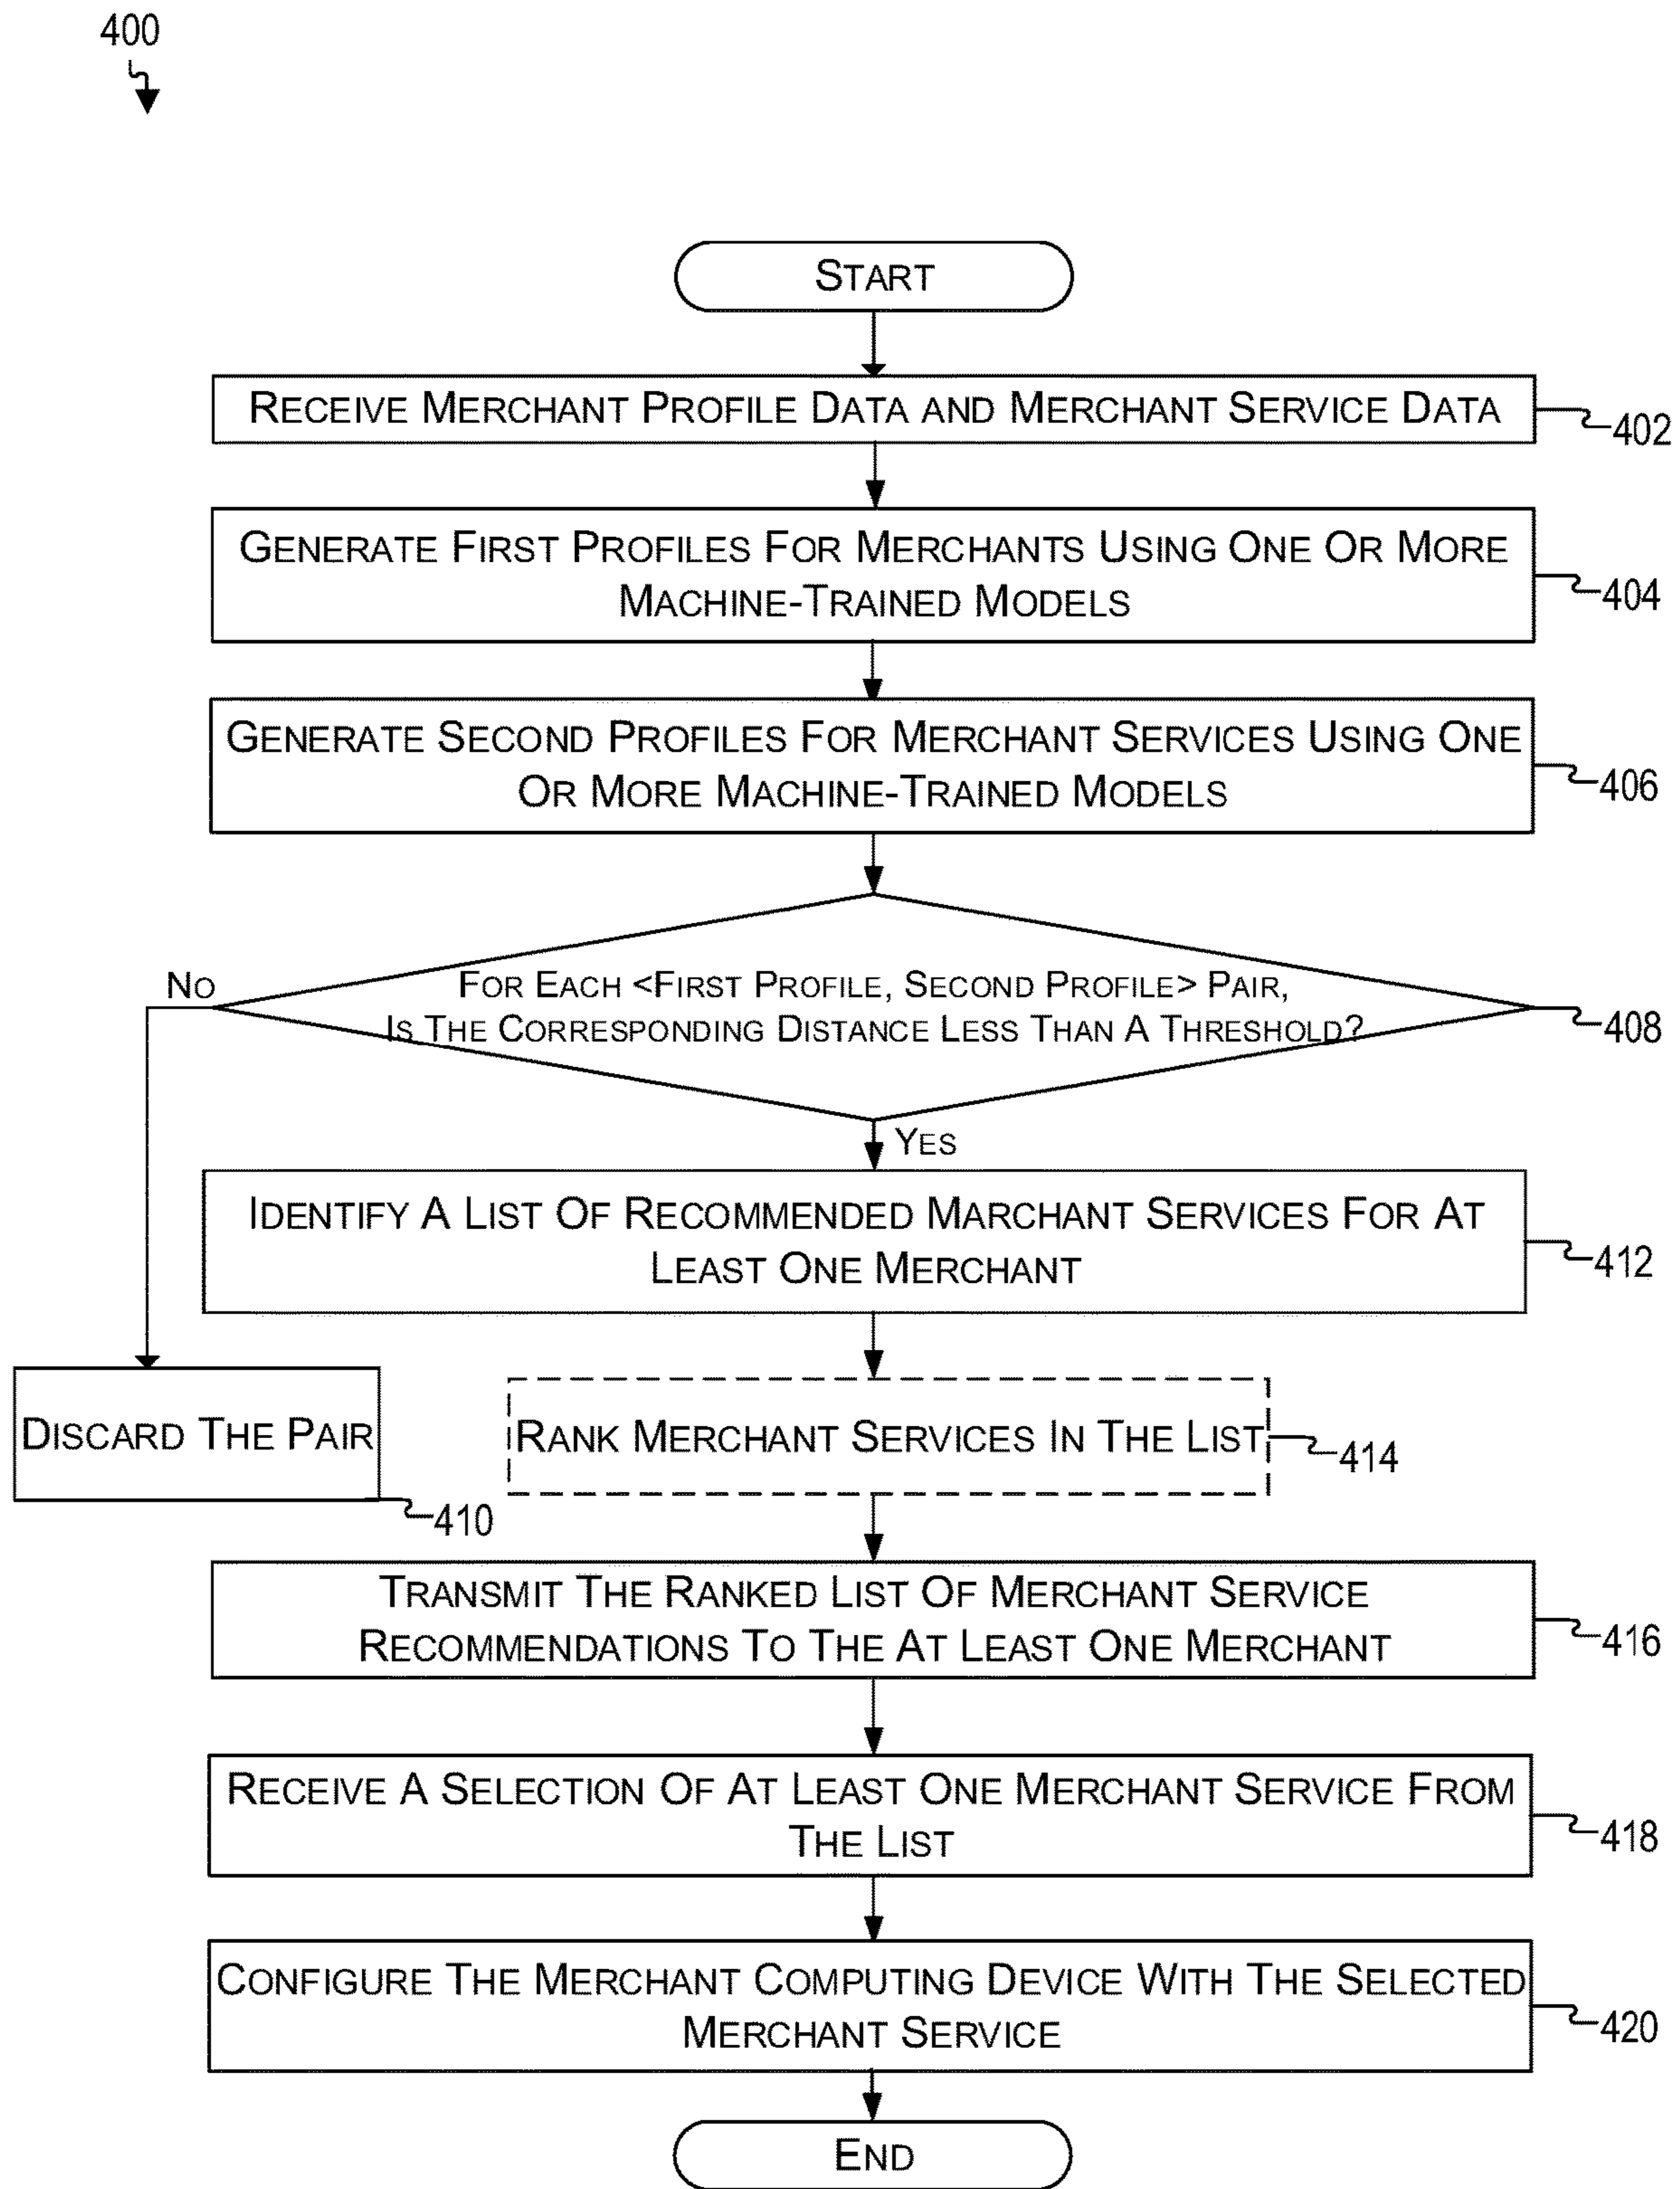 400
START
RECEIVE MERCHANT PROFILE DATA AND MERCHANT SERVICE DATA
402
GENERATE FIRST PROFILES FOR MERCHANTS USING ONE OR MORE
MACHINE-TRAINED MODELS
404
GENERATE SECOND PROFILES FOR MERCHANT SERVICES USING ONE
OR MORE MACHINE-TRAINED MODELS
406
FOR EACH <FIRST PROFILE, SECOND PROFILE> PAIR,
IS THE CORRESPONDING DISTANCE LESS THAN A THRESHOLD?
408
NO
YES
IDENTIFY A LIST OF RECOMMENDED MARCHANT SERVICES FOR AT
LEAST ONE MERCHANT
412
DISCARD THE PAIR
410
RANK MERCHANT SERVICES IN THE LIST
414
TRANSMIT THE RANKED LIST OF MERCHANT SERVICE
RECOMMENDATIONS TO THE AT LEAST ONE MERCHANT
416
RECEIVE A SELECTION OF AT LEAST ONE MERCHANT SERVICE FROM
THE LIST
418
CONFIGURE THE MERCHANT COMPUTING DEVICE WITH THE SELECTED
MERCHANT SERVICE
420
END